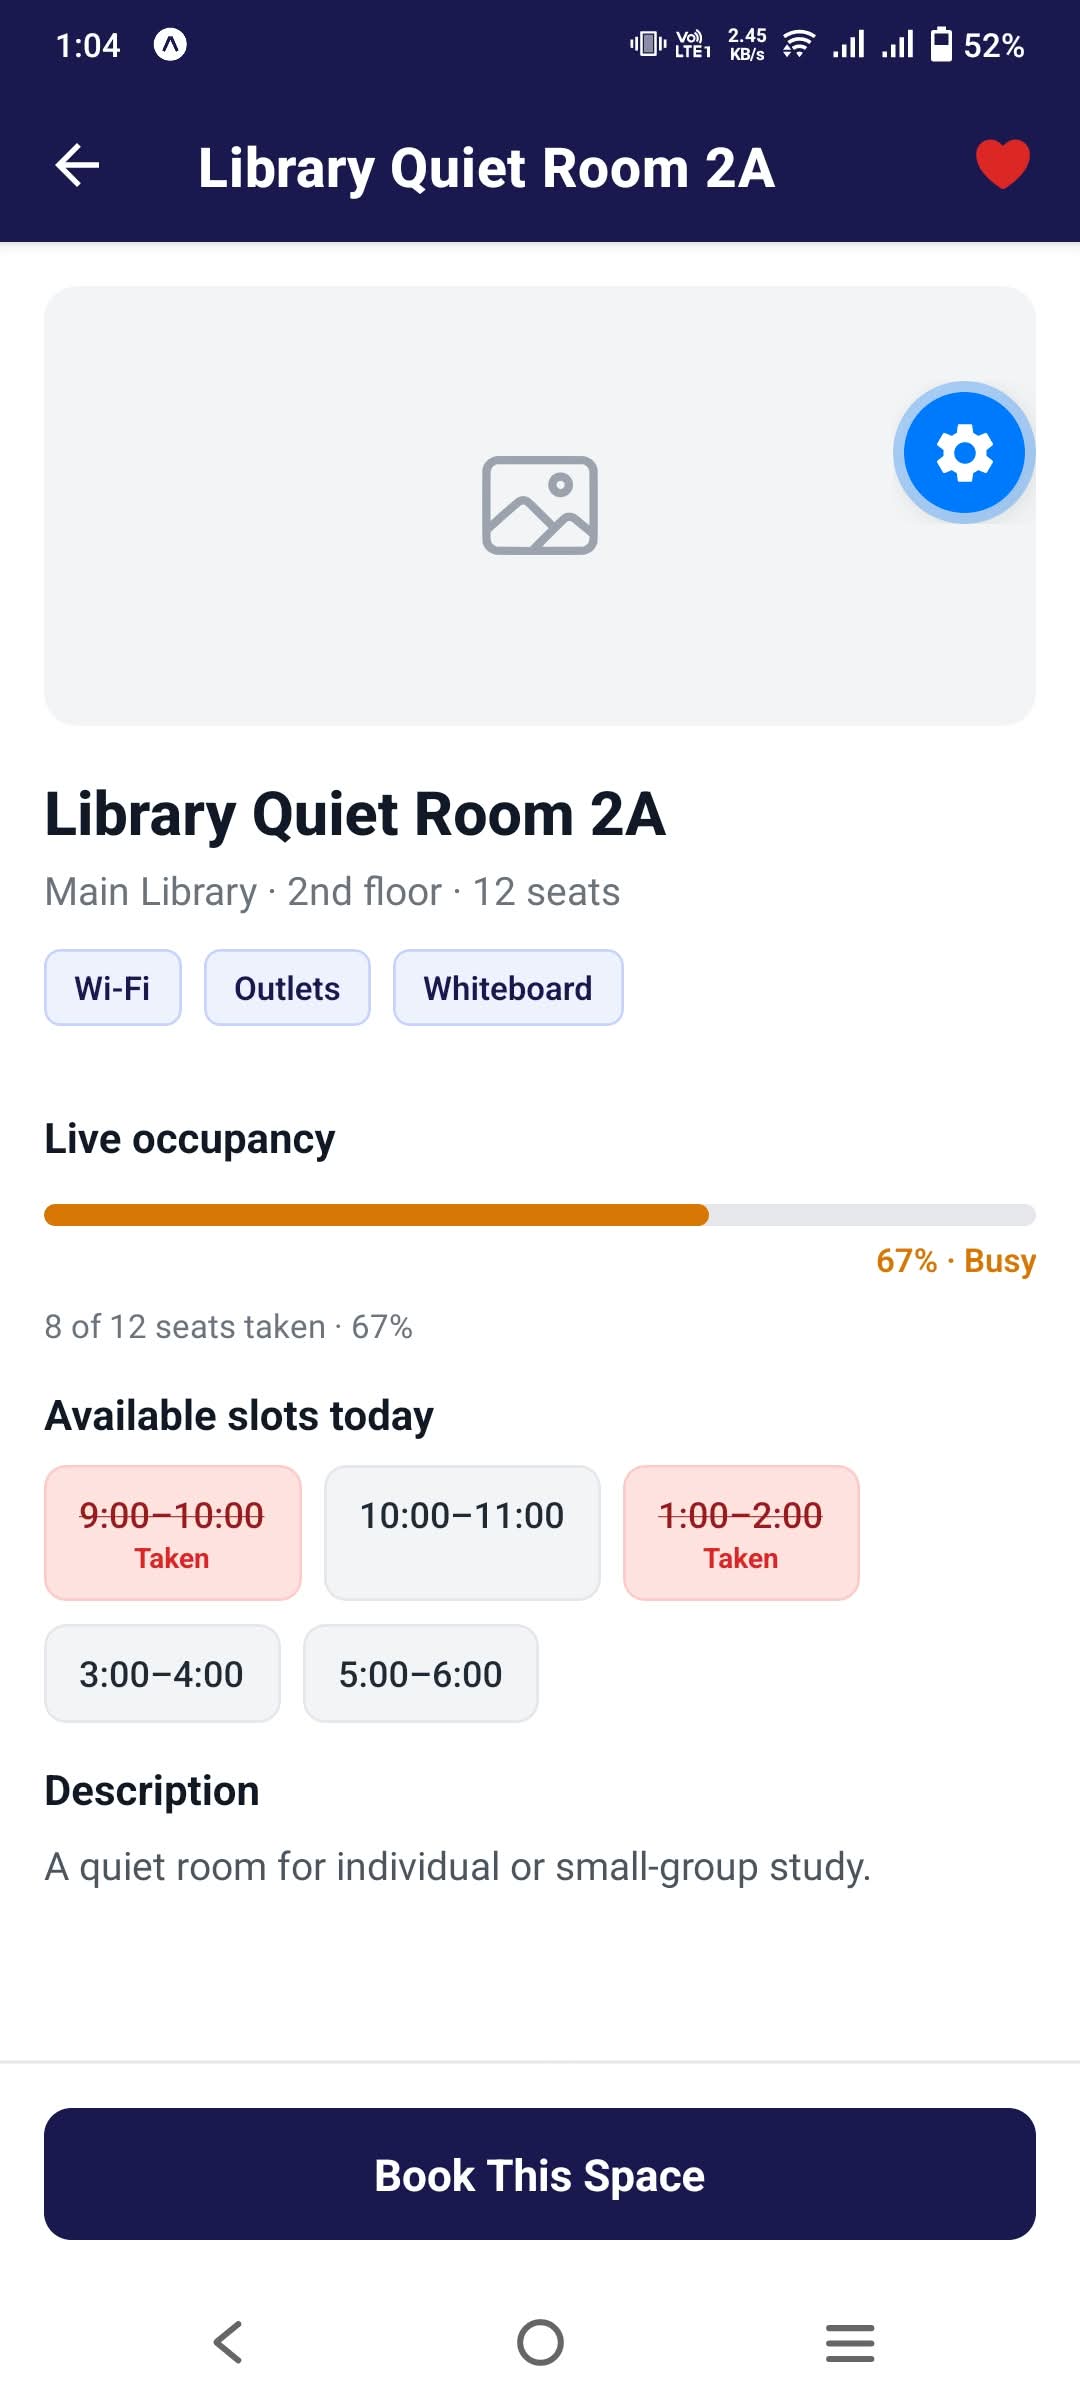 1:04 Vo)) LTE1 2.45 KB/s 52%
Library Quiet Room 2A
Library Quiet Room 2A
Main Library · 2nd floor · 12 seats
Wi-Fi Outlets Whiteboard
Live occupancy
67% · Busy
8 of 12 seats taken · 67%
Available slots today
9:00–10:00 10:00–11:00 1:00–2:00
Taken Taken
3:00–4:00 5:00–6:00
Description
A quiet room for individual or small-group study.
Book This Space